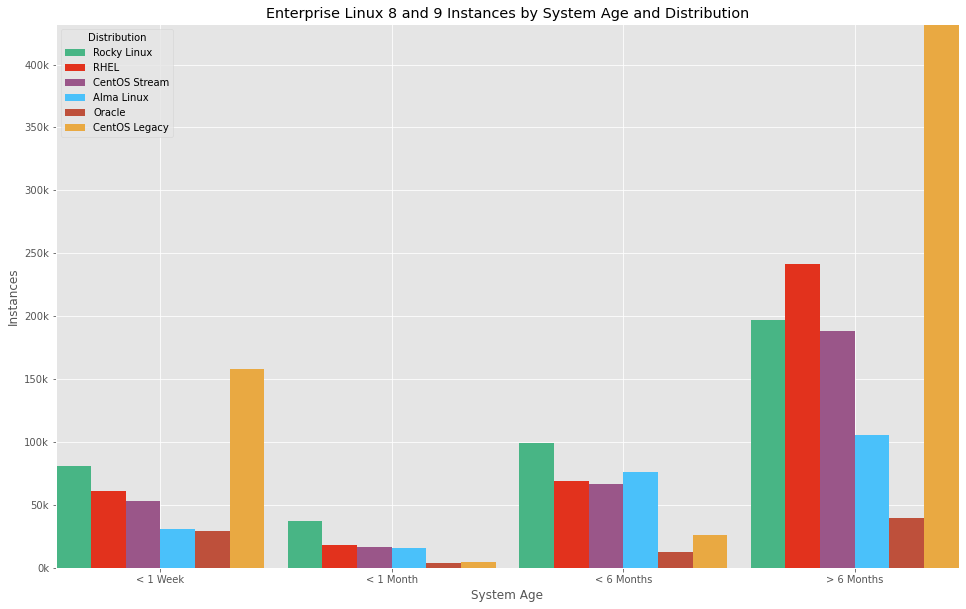 Enterprise Linux 8 and 9 Instances by System Age and Distribution
Distribution
Rocky Linux
RHEL
CentOS Stream
Alma Linux
Oracle
CentOS Legacy
400k
350k
300k
250k
200k
150k
100k
50k
0k
Instances
< 1 Week
< 1 Month
< 6 Months
> 6 Months
System Age